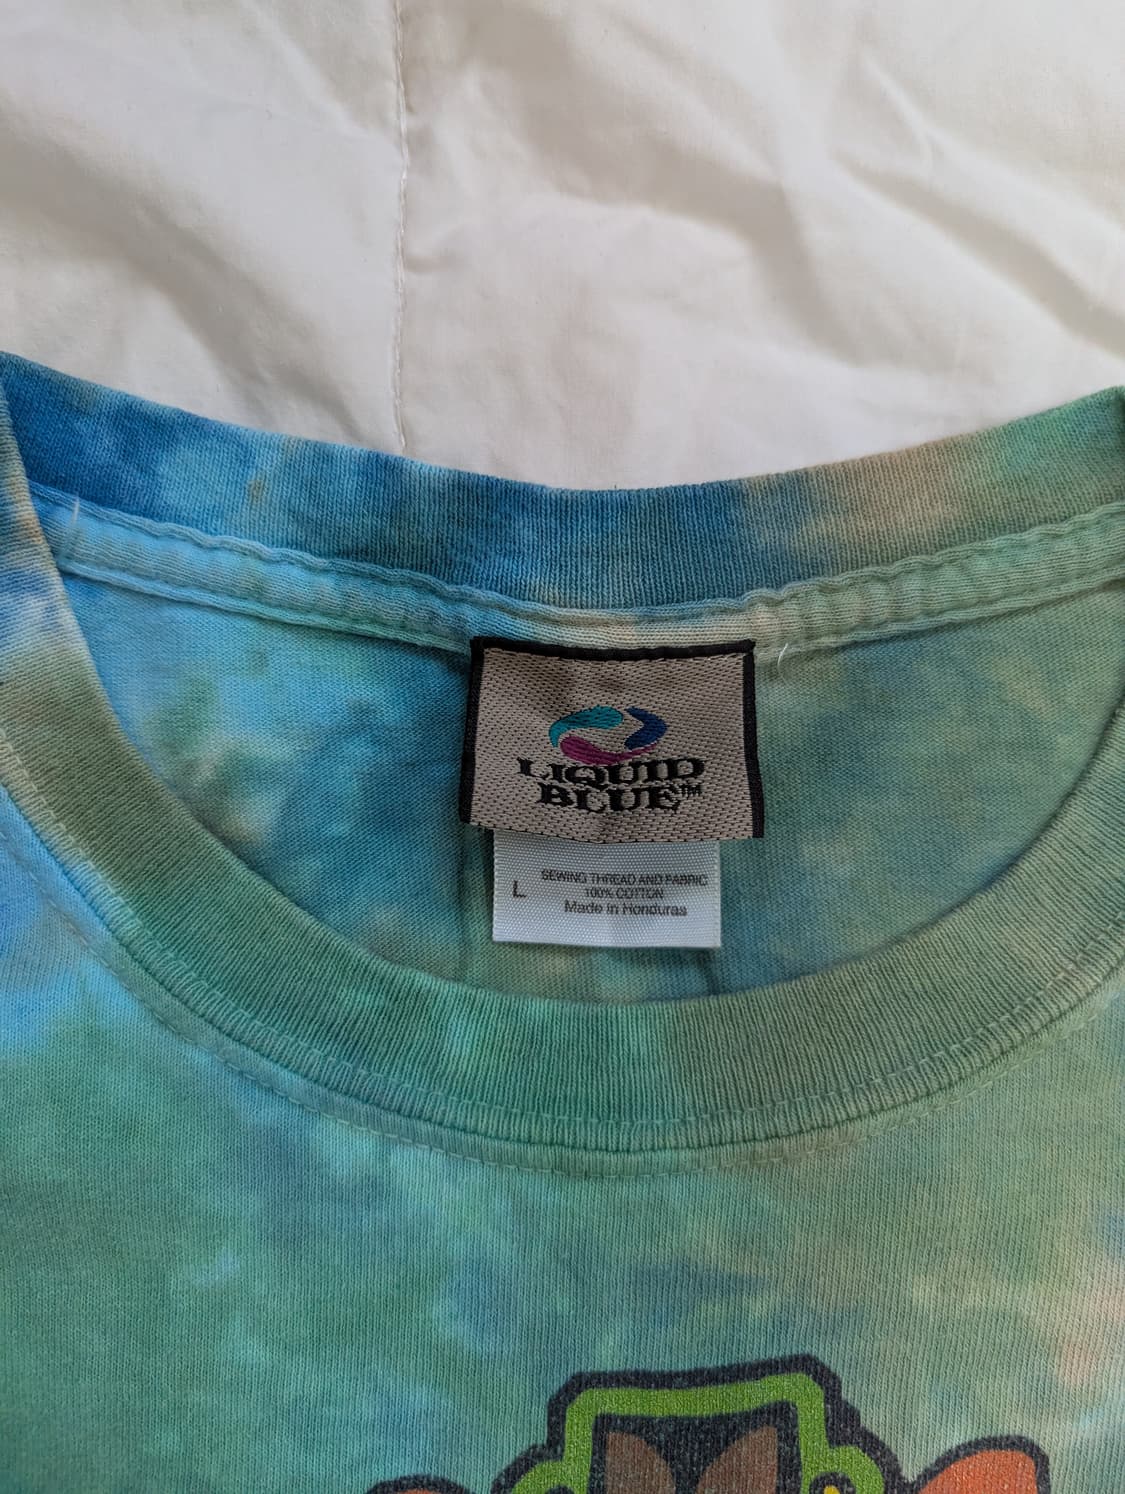 LIQUID
BLUE™
L
SEWING THREAD AND FABRIC
100% COTTON
Made in Honduras